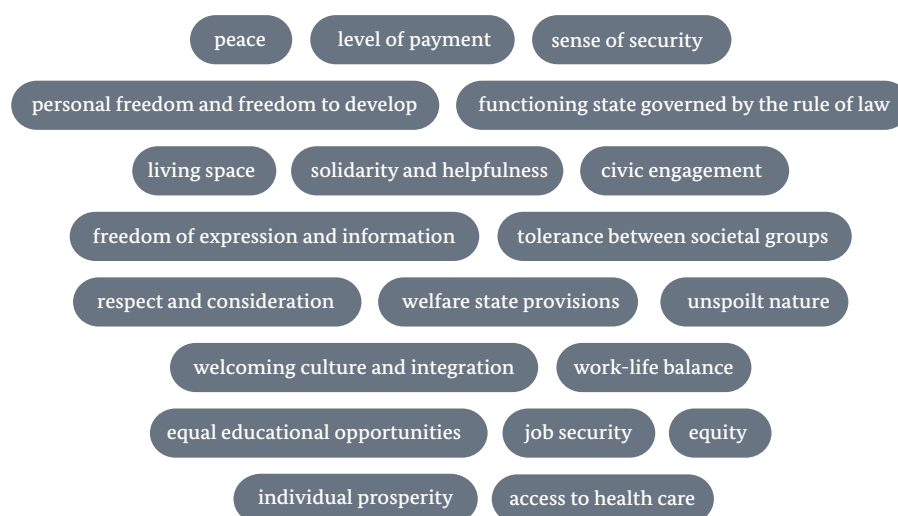 peace level of payment sense of security
personal freedom and freedom to develop functioning state governed by the rule of law
living space solidarity and helpfulness civic engagement
freedom of expression and information tolerance between societal groups
respect and consideration welfare state provisions unspoilt nature
welcoming culture and integration work-life balance
equal educational opportunities job security equity
individual prosperity access to health care